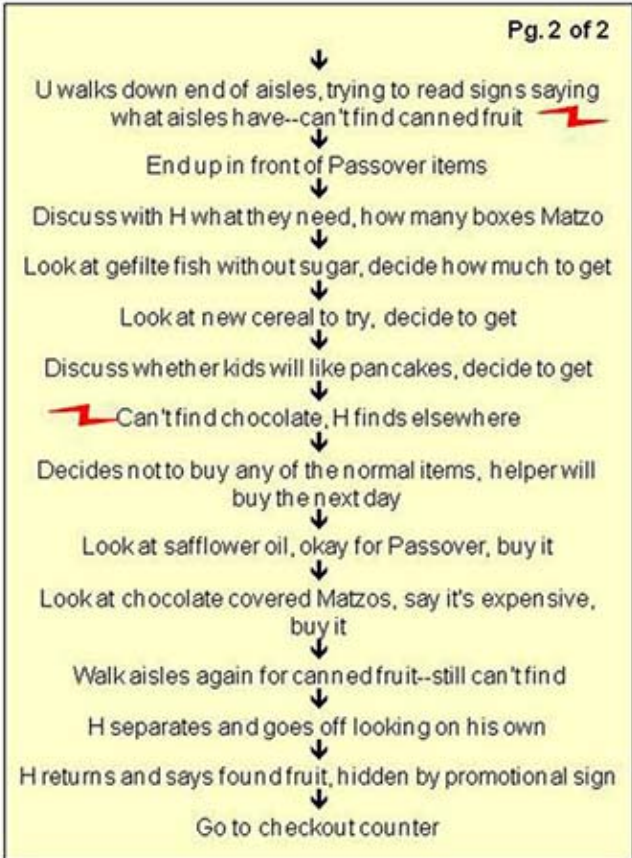 Pg. 2 of 2
U walks down end of aisles, trying to read signs saying
what aisles have--can't find canned fruit
End up in front of Passover items
Discuss with H what they need, how many boxes Matzo
Look at gefilte fish without sugar, decide how much to get
Look at new cereal to try, decide to get
Discuss whether kids will like pancakes, decide to get
Can't find chocolate, H finds elsewhere
Decides not to buy any of the normal items, helper will
buy the next day
Look at safflower oil, okay for Passover, buy it
Look at chocolate covered Matzos, say it's expensive,
buy it
Walk aisles again for canned fruit--still can't find
H separates and goes off looking on his own
H returns and says found fruit, hidden by promotional sign
Go to checkout counter